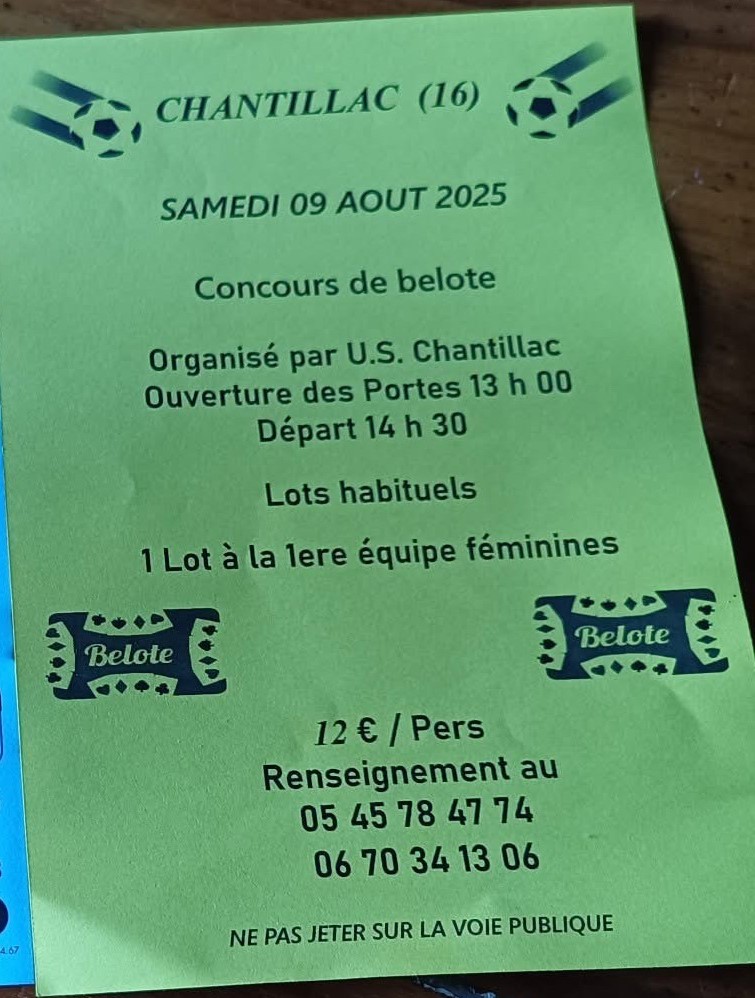 CHANTILLAC (16)
SAMEDI 09 AOUT 2025
Concours de belote
Organisé par U.S. Chantillac
Ouverture des Portes 13 h 00
Départ 14 h 30
Lots habituels
1 Lot à la 1ere équipe féminines
Belote
Belote
12 € / Pers
Renseignement au
05 45 78 47 74
06 70 34 13 06
NE PAS JETER SUR LA VOIE PUBLIQUE
4.67